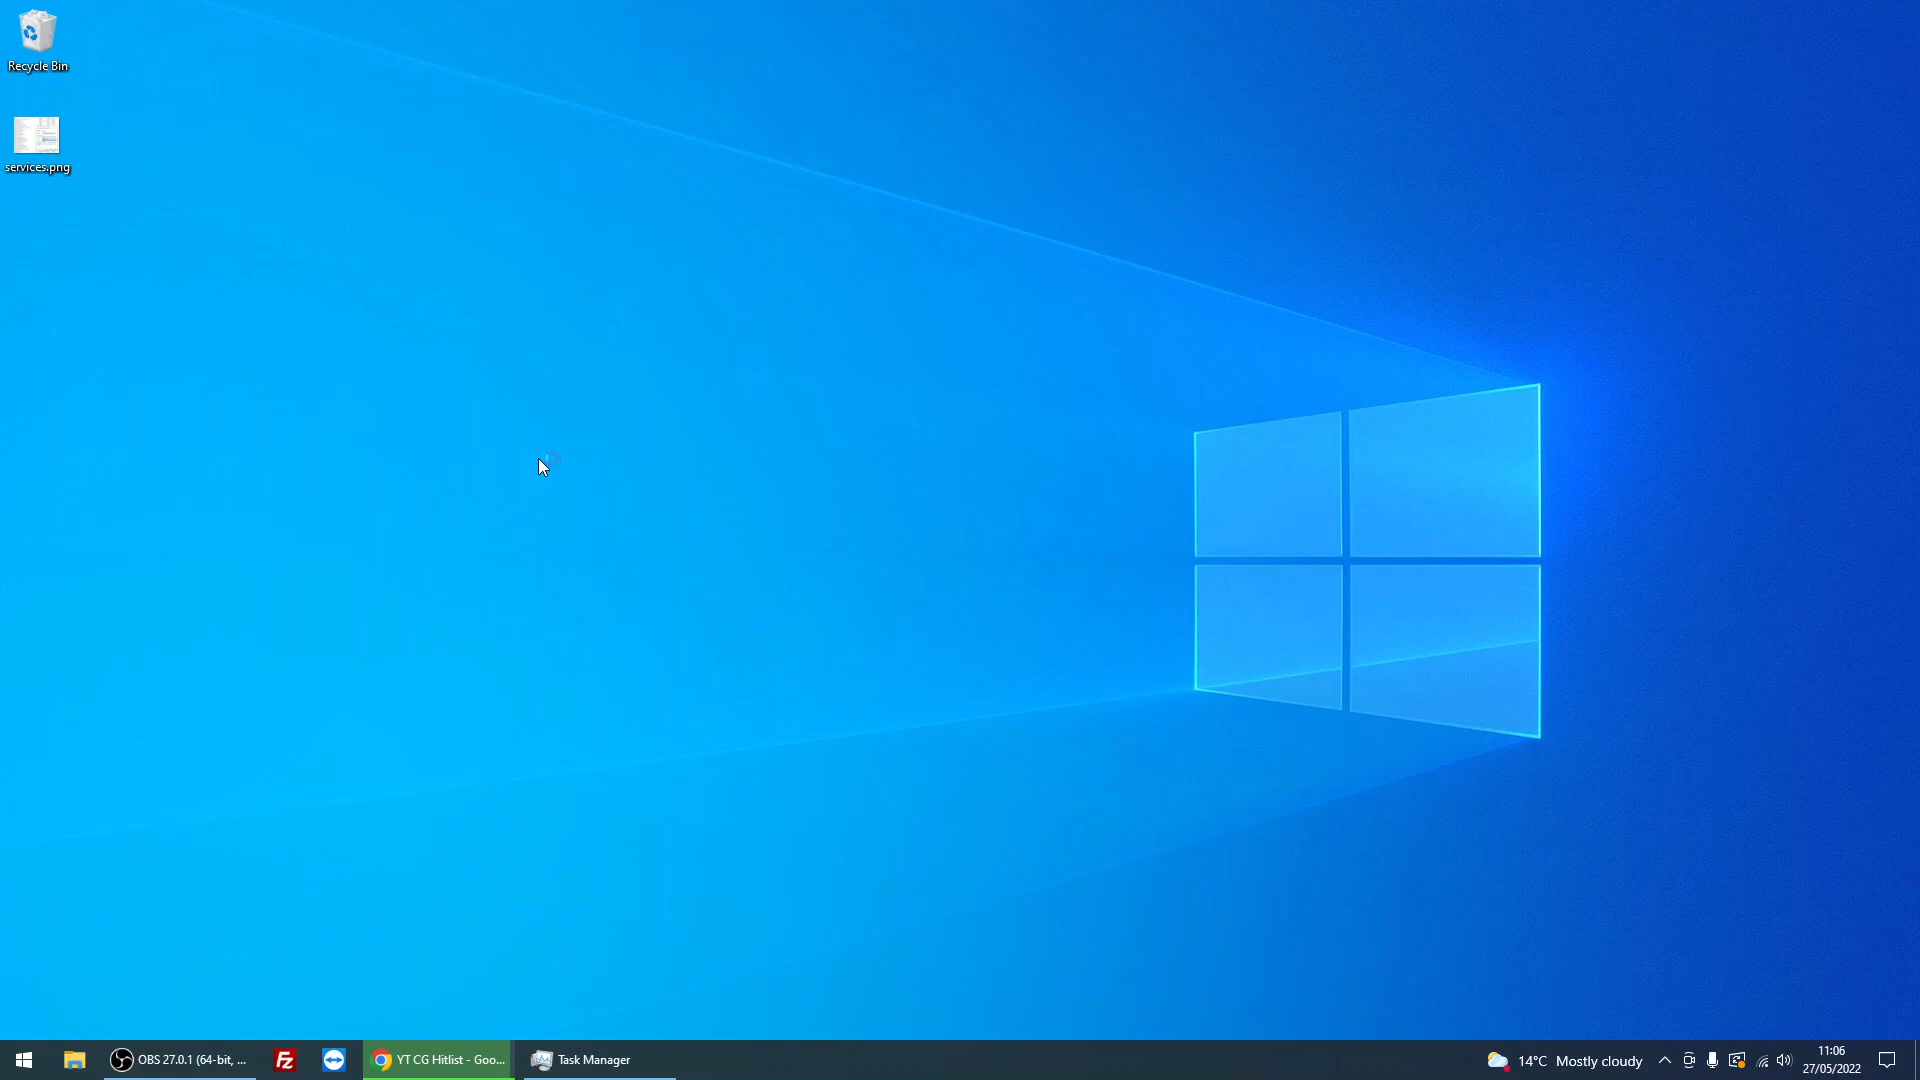 Recycle Bin
services.png
OBS 27.0.1 (64-bit, ...
YT CG Hitlist - Goo...
Task Manager
14°C Mostly cloudy
11:06
27/05/2022